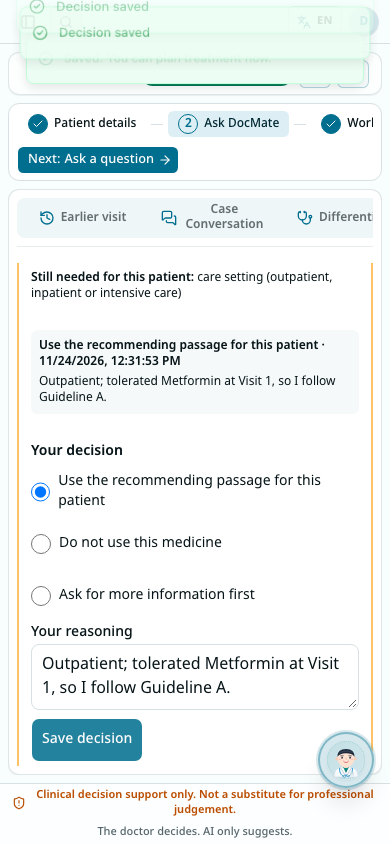 Decision saved
EN
D
Decision saved
Saved. You can plan treatment now.
Patient details
2
Ask DocMate
Worl
Next: Ask a question →
Earlier visit
Case
Conversation
Differenti
Still needed for this patient: care setting (outpatient,
inpatient or intensive care)
Use the recommending passage for this patient ·
11/24/2026, 12:31:53 PM
Outpatient; tolerated Metformin at Visit 1, so I follow
Guideline A.
Your decision
Use the recommending passage for this
patient
Do not use this medicine
Ask for more information first
Your reasoning
Outpatient; tolerated Metformin at Visit
1, so I follow Guideline A.
Save decision
Clinical decision support only. Not a substitute for professional
judgement.
The doctor decides. AI only suggests.